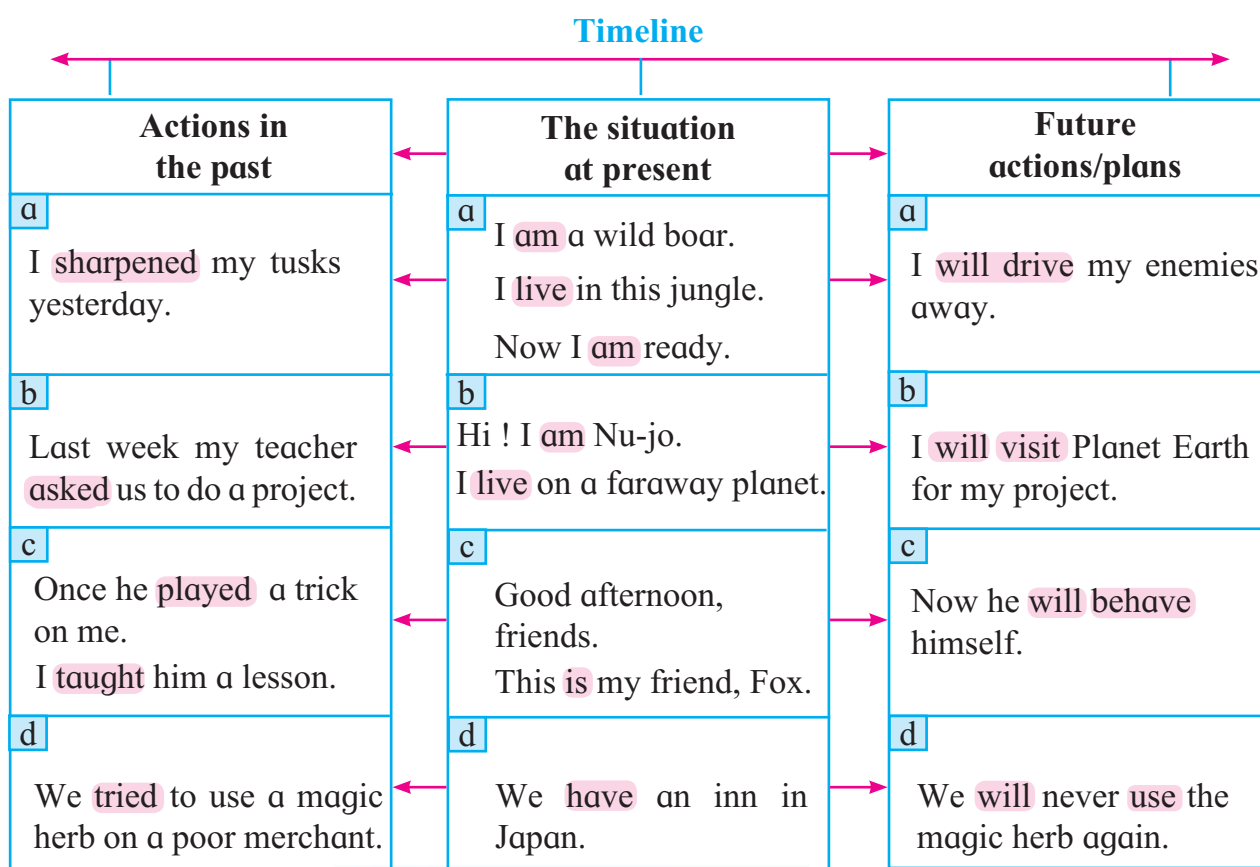 Timeline
Actions in
the past
The situation
at present
Future
actions/plans
a
I sharpened my tusks
yesterday.
a
I am a wild boar.
I live in this jungle.
Now I am ready.
a
I will drive my enemies
away.
b
Last week my teacher
asked us to do a project.
b
Hi ! I am Nu-jo.
I live on a faraway planet.
b
I will visit Planet Earth
for my project.
c
Once he played a trick
on me.
I taught him a lesson.
c
Good afternoon,
friends.
This is my friend, Fox.
c
Now he will behave
himself.
d
We tried to use a magic
herb on a poor merchant.
d
We have an inn in
Japan.
d
We will never use the
magic herb again.